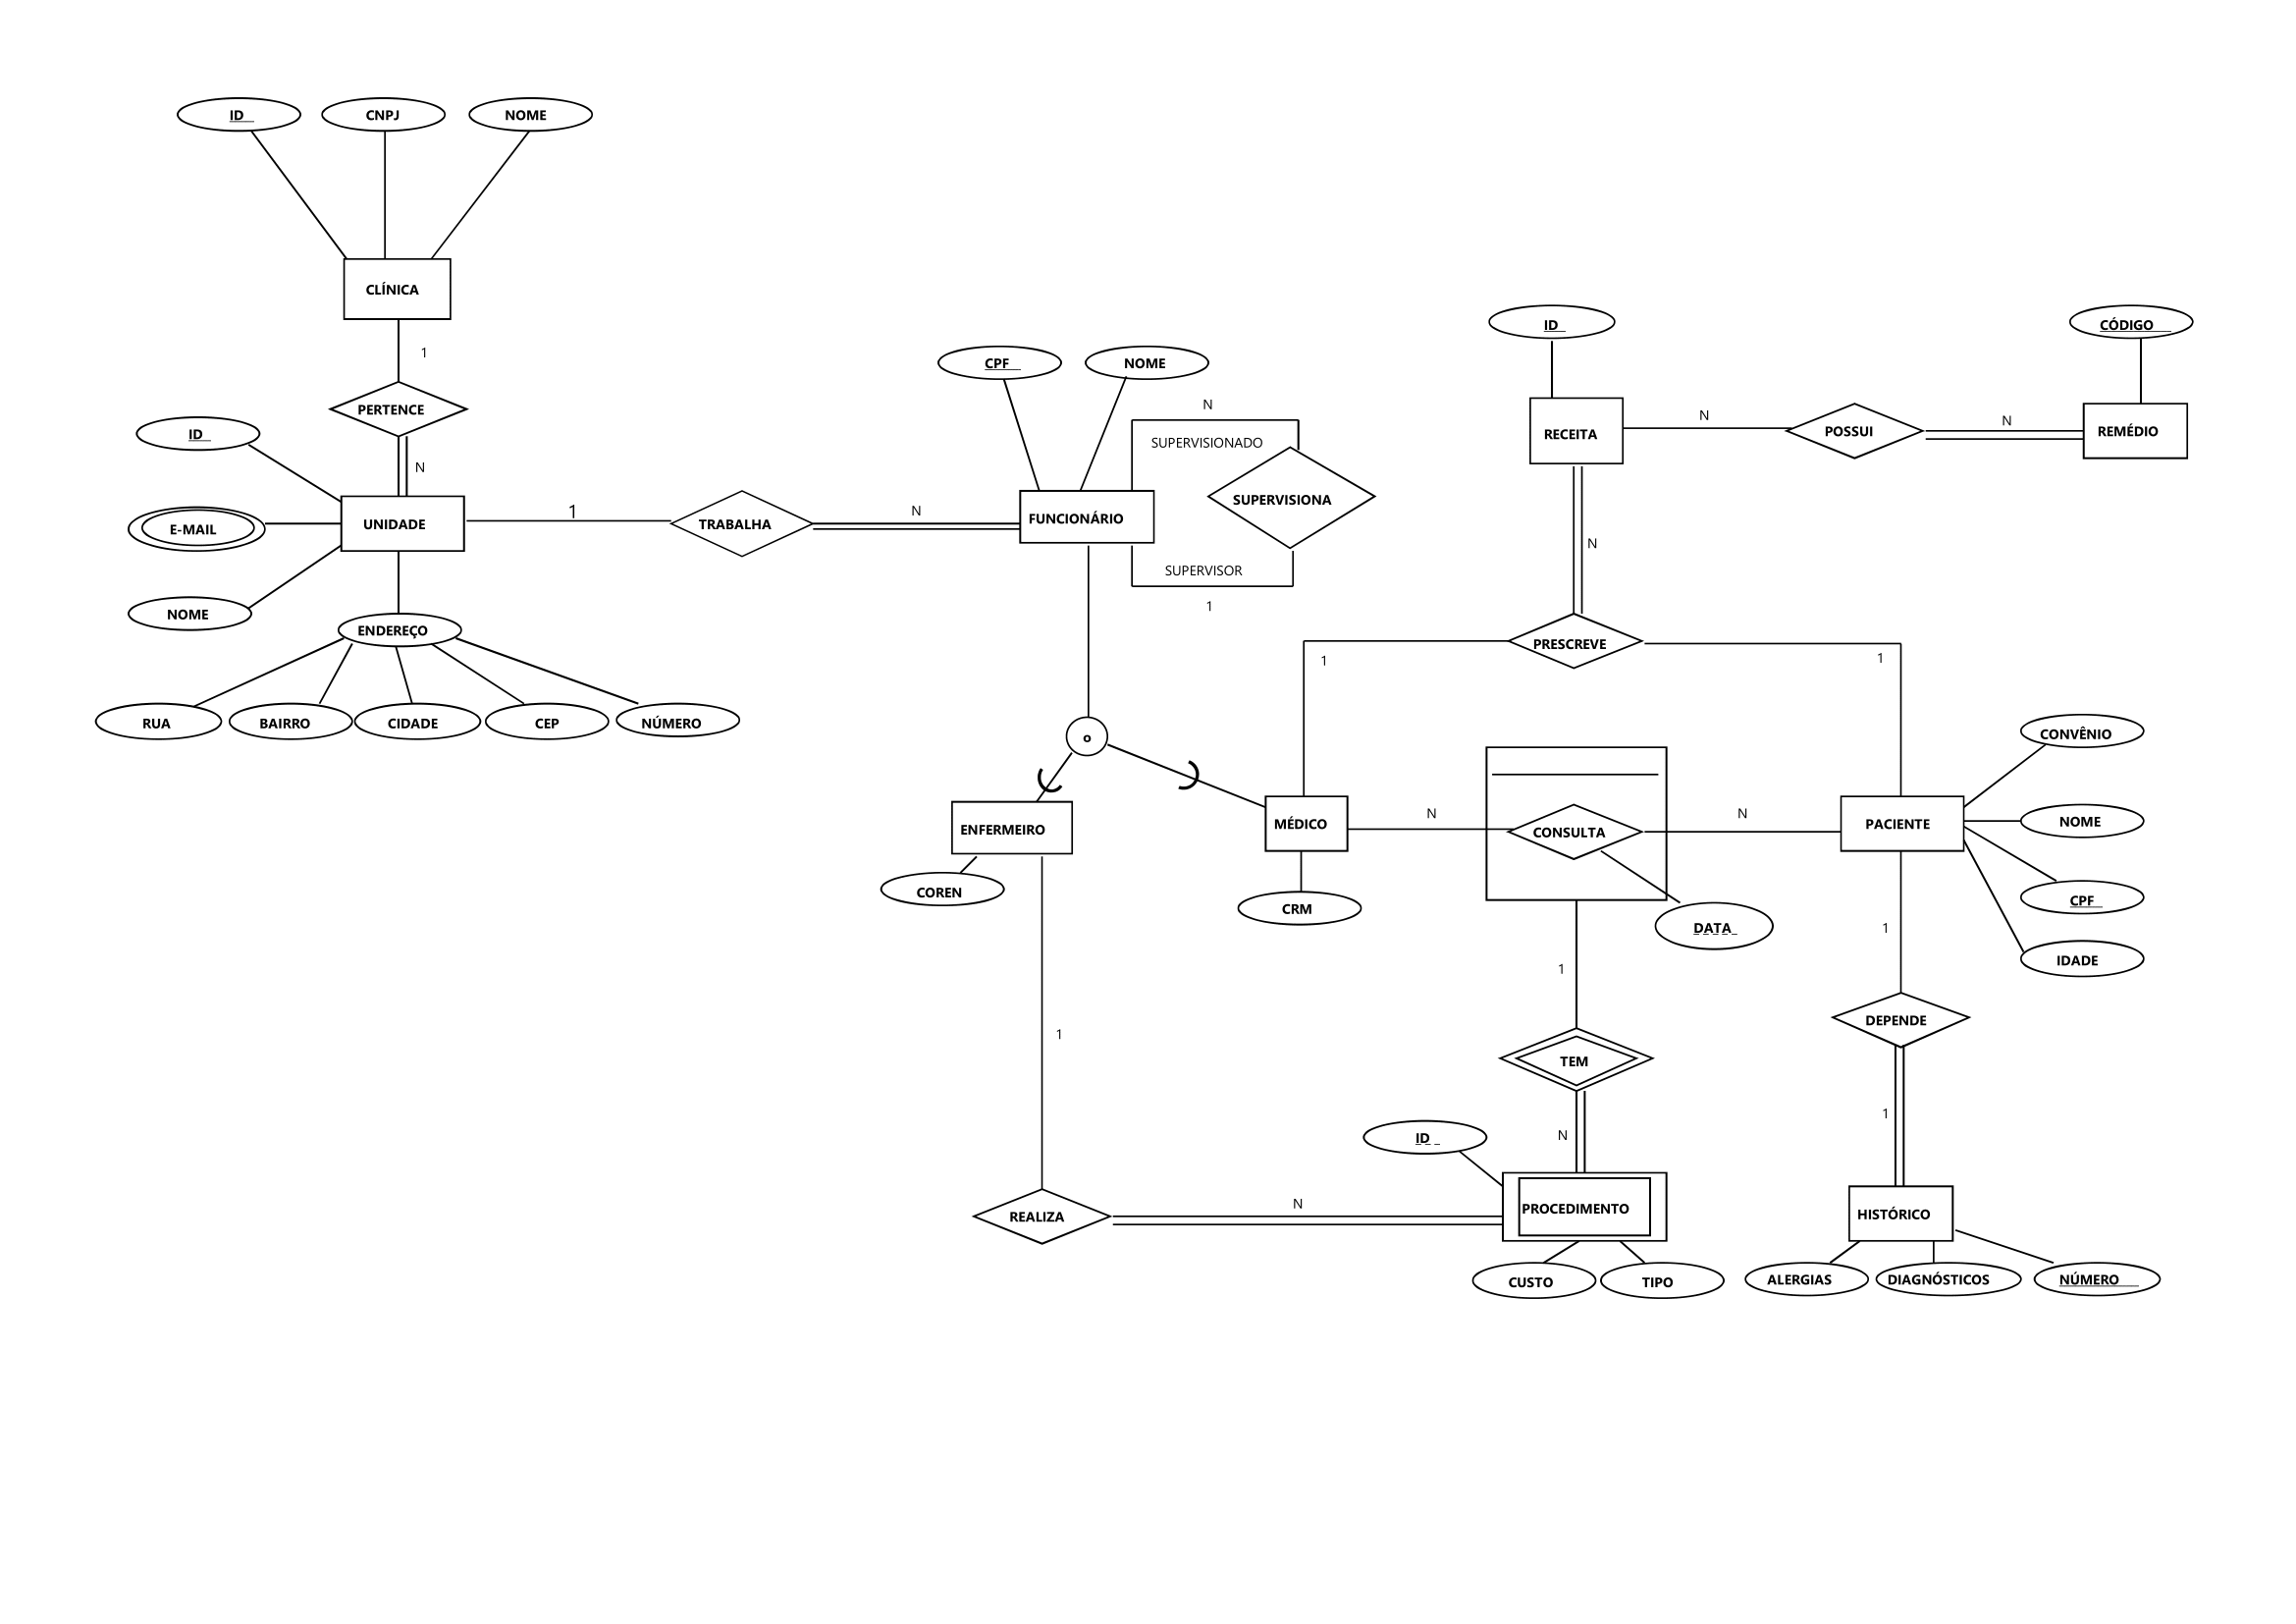 ID
CNPJ
NOME
CLÍNICA
1
PERTENCE
N
ID
E-MAIL
NOME
UNIDADE
ENDEREÇO
RUA
BAIRRO
CIDADE
CEP
NÚMERO
1
TRABALHA
N
CPF
NOME
FUNCIONÁRIO
N
SUPERVISIONADO
SUPERVISIONA
SUPERVISOR
1
o
ENFERMEIRO
COREN
MÉDICO
CRM
ID
RECEITA
N
POSSUI
N
CÓDIGO
REMÉDIO
N
PRESCREVE
1
1
N
CONSULTA
N
DATA
PACIENTE
CONVÊNIO
NOME
CPF
IDADE
1
DEPENDE
1
HISTÓRICO
ALERGIAS
DIAGNÓSTICOS
NÚMERO
1
TEM
N
ID
PROCEDIMENTO
CUSTO
TIPO
1
REALIZA
N